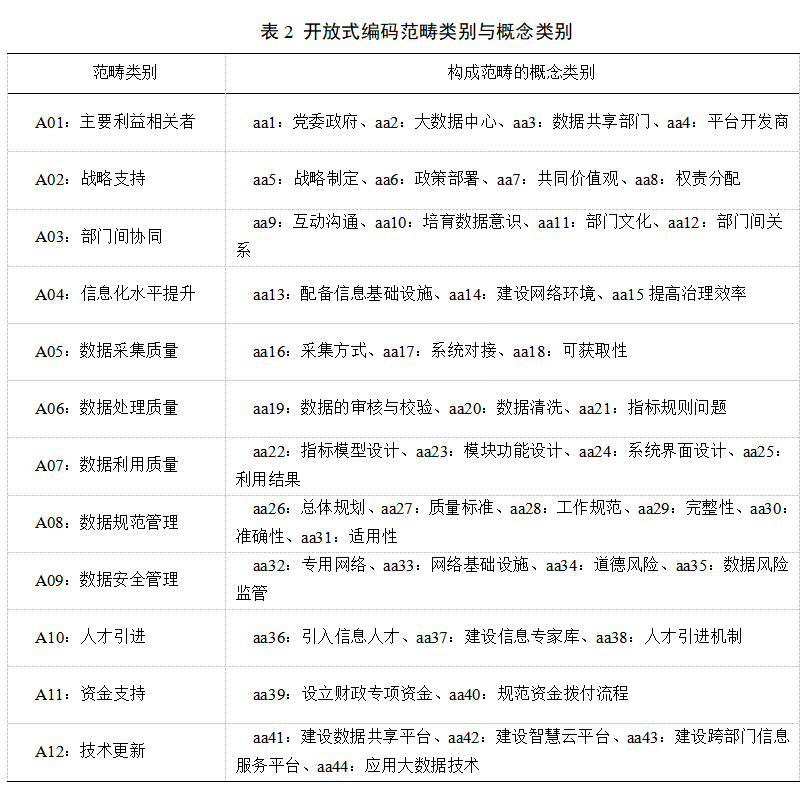 表 2 开放式编码范畴类别与概念类别
范畴类别 构成范畴的概念类别
A01：主要利益相关者 aa1：党委政府、aa2：大数据中心、aa3：数据共享部门、aa4：平台开发商
A02：战略支持 aa5：战略制定、aa6：政策部署、aa7：共同价值观、aa8：权责分配
A03：部门间协同 aa9：互动沟通、aa10：培育数据意识、aa11：部门文化、aa12：部门间关
系
A04：信息化水平提升 aa13：配备信息基础设施、aa14：建设网络环境、aa15 提高治理效率
A05：数据采集质量 aa16：采集方式、aa17：系统对接、aa18：可获取性
A06：数据处理质量 aa19：数据的审核与校验、aa20：数据清洗、aa21：指标规则问题
A07：数据利用质量 aa22：指标模型设计、aa23：模块功能设计、aa24：系统界面设计、aa25：
利用结果
A08：数据规范管理 aa26：总体规划、aa27：质量标准、aa28：工作规范、aa29：完整性、aa30：
准确性、aa31：适用性
A09：数据安全管理 aa32：专用网络、aa33：网络基础设施、aa34：道德风险、aa35：数据风险
监管
A10：人才引进 aa36：引入信息人才、aa37：建设信息专家库、aa38：人才引进机制
A11：资金支持 aa39：设立财政专项资金、aa40：规范资金拨付流程
A12：技术更新 aa41：建设数据共享平台、aa42：建设智慧云平台、aa43：建设跨部门信息
服务平台、aa44：应用大数据技术